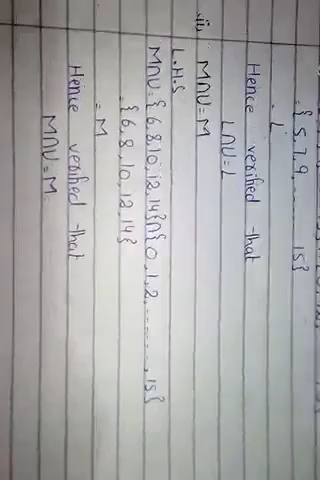 = { 5, 7, 9, ........ 15 }
= L
Hence verified that
L∩U = L
ii, M∩U = M
L.H.S
M∩U = { 6, 8, 10, 12, 14 } ∩ { 0, 1, 2, ........, 15 }
= { 6, 8, 10, 12, 14 }
= M
Hence verified that
M∩U = M.